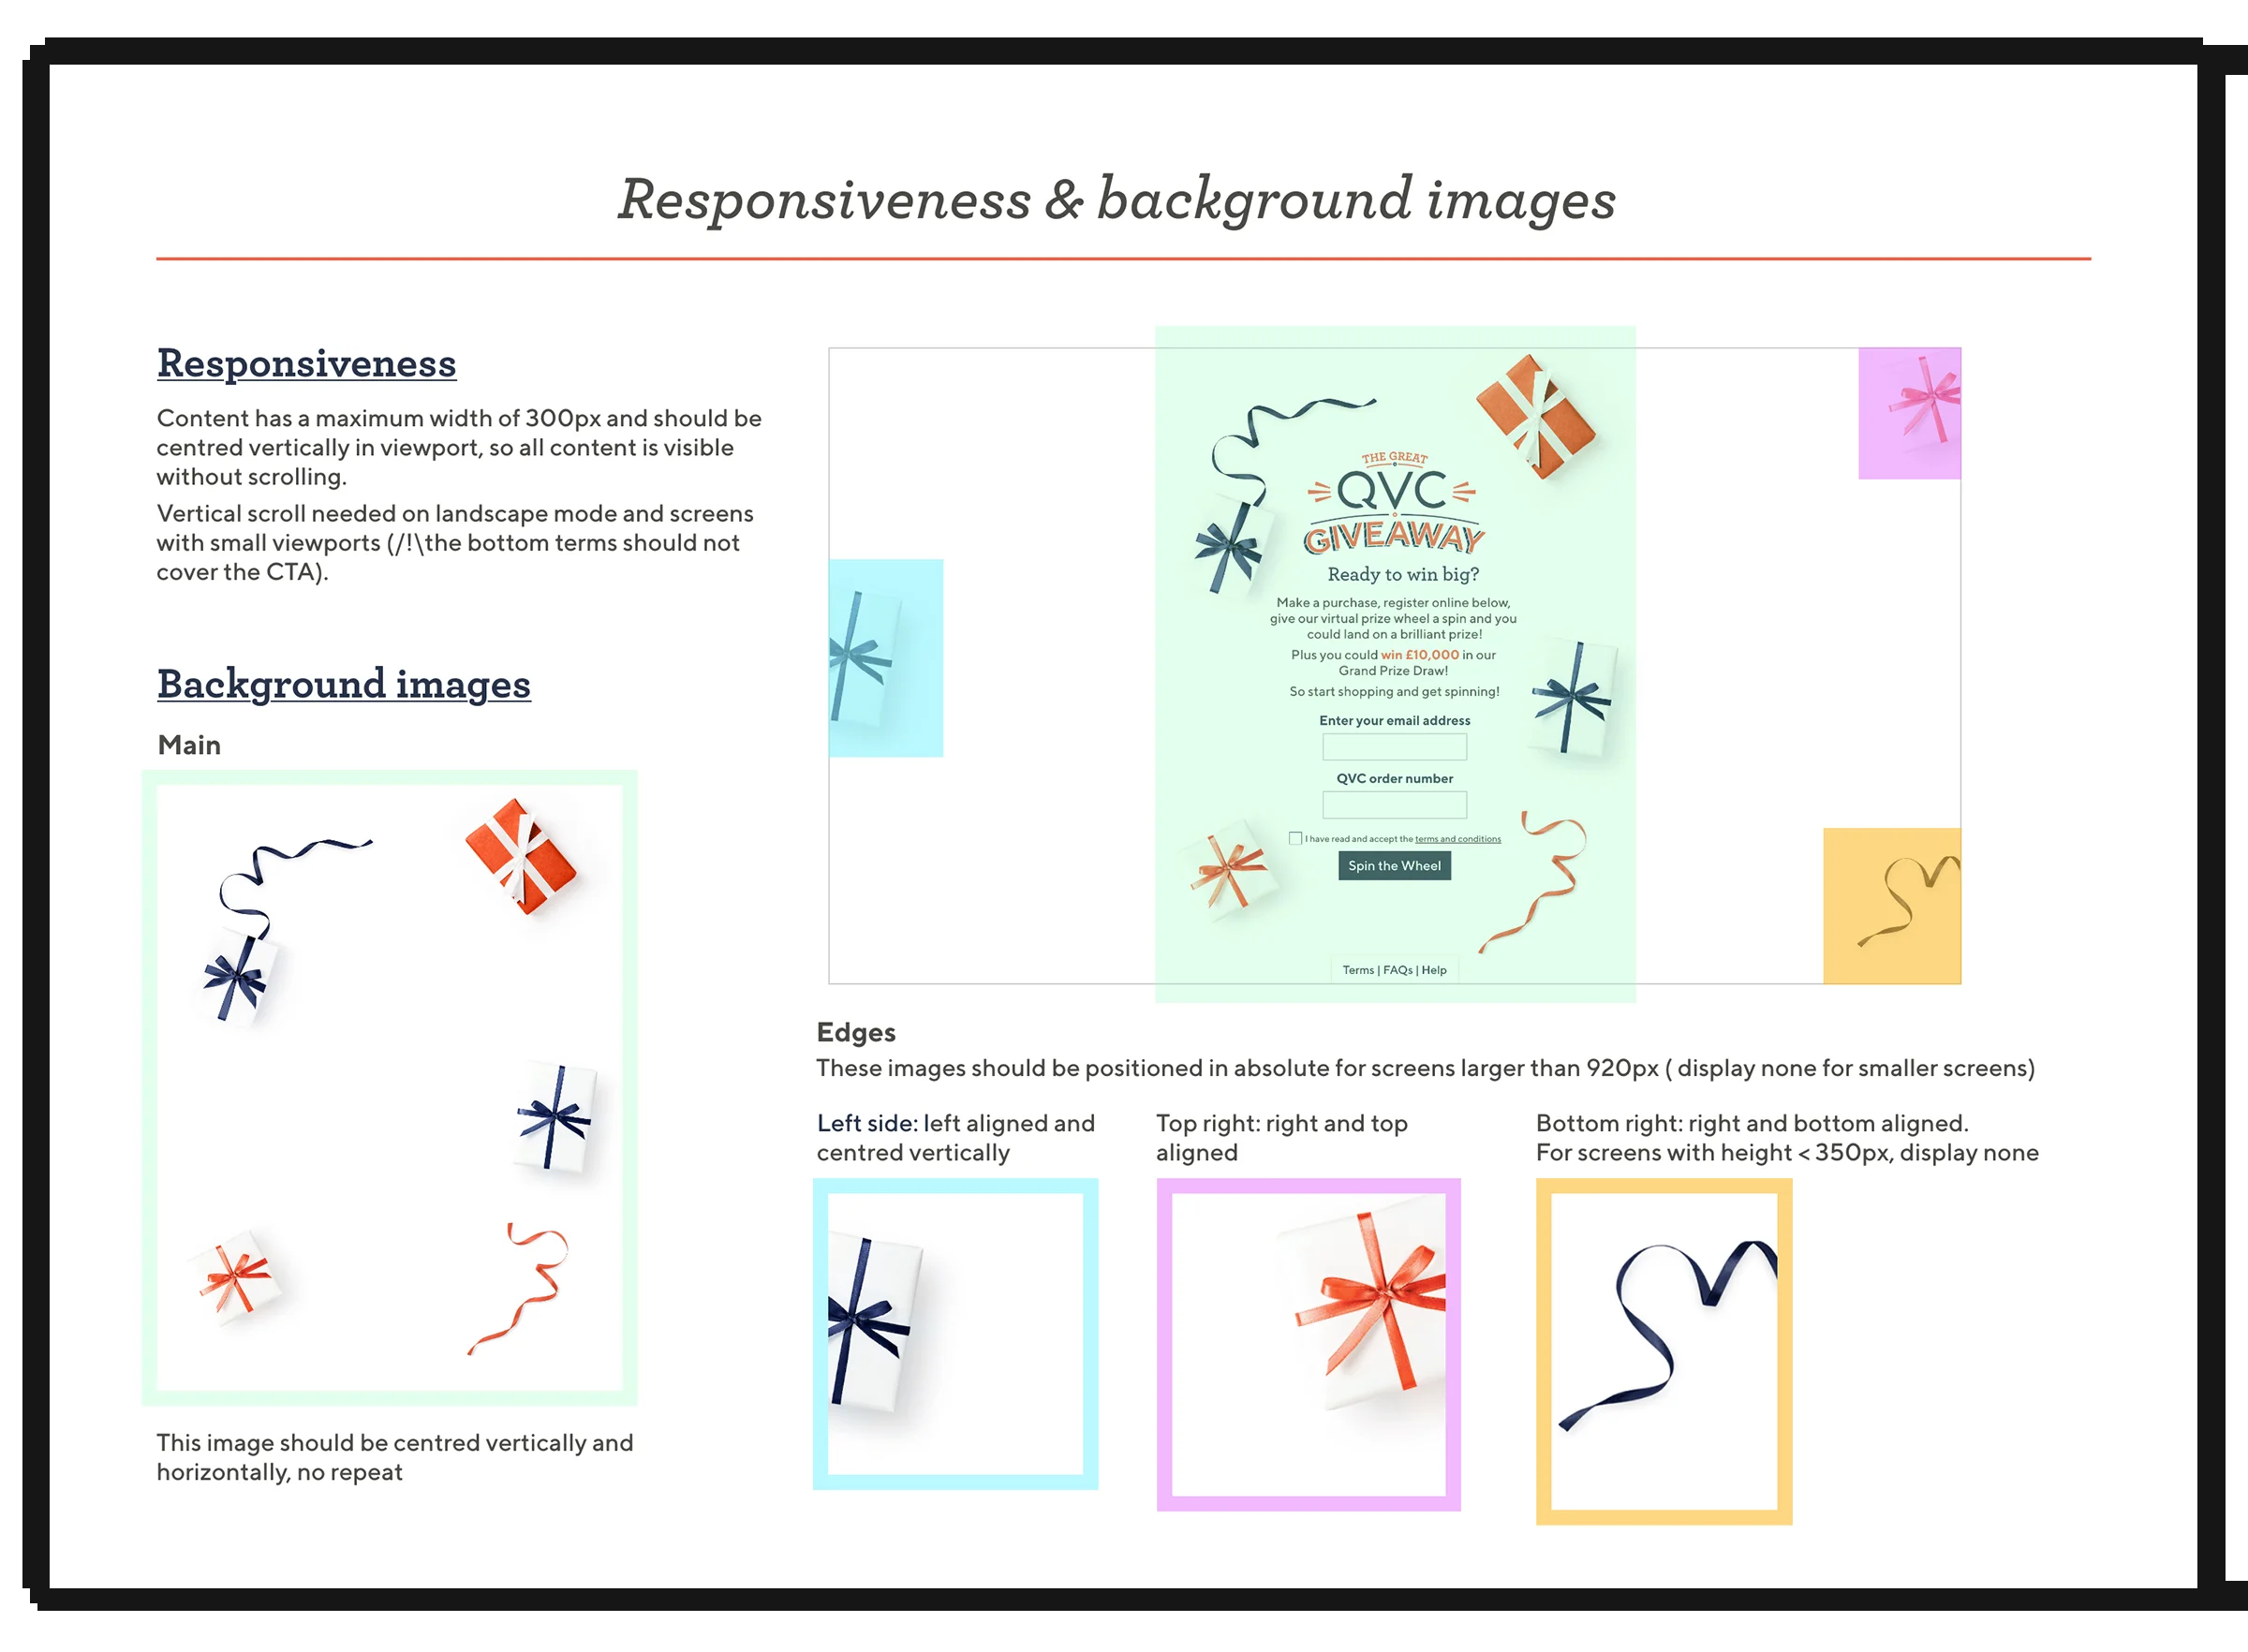 Responsiveness & background images
Responsiveness
Content has a maximum width of 300px and should be
centred vertically in viewport, so all content is visible
without scrolling.
Vertical scroll needed on landscape mode and screens
with small viewports (/!\the bottom terms should not
cover the CTA).
Background images
Main
This image should be centred vertically and
horizontally, no repeat
THE GREAT
QVC
GIVEAWAY
Ready to win big?
Make a purchase, register online below,
give our virtual prize wheel a spin and you
could land on a brilliant prize!
Plus you could win £10,000 in our
Grand Prize Draw!
So start shopping and get spinning!
Enter your email address
QVC order number
I have read and accept the terms and conditions
Spin the Wheel
Terms | FAQs | Help
Edges
These images should be positioned in absolute for screens larger than 920px ( display none for smaller screens)
Left side: left aligned and
centred vertically
Top right: right and top
aligned
Bottom right: right and bottom aligned.
For screens with height < 350px, display none